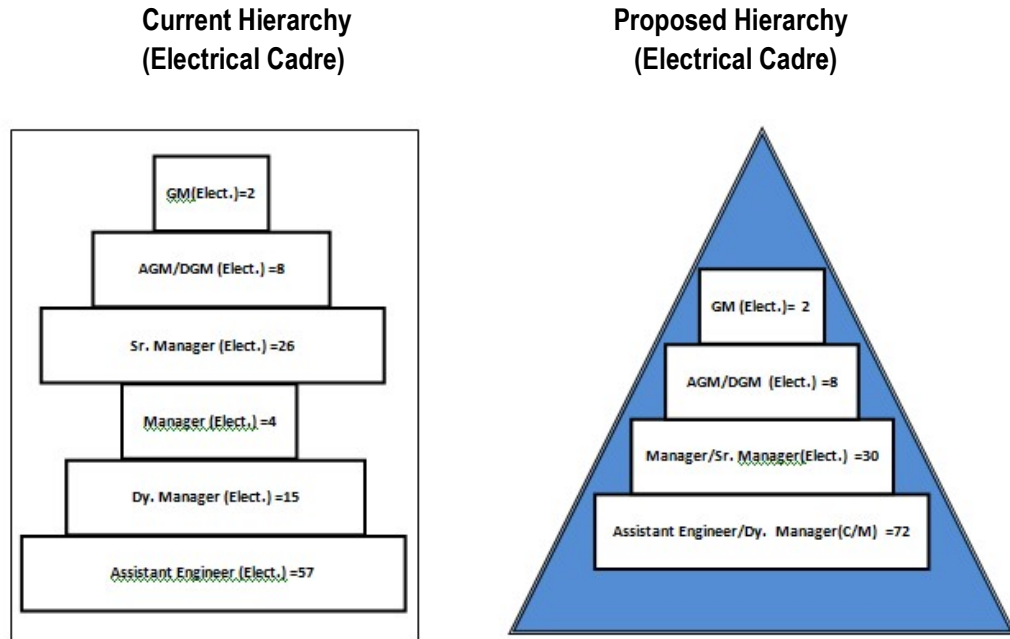 Current Hierarchy
(Electrical Cadre)
GM(Elect.)=2
AGM/DGM (Elect.) =8
Sr. Manager (Elect.) =26
Manager (Elect.) =4
Dy. Manager (Elect.) =15
Assistant Engineer (Elect.) =57
Proposed Hierarchy
(Electrical Cadre)
GM (Elect.)= 2
AGM/DGM (Elect.) =8
Manager/Sr. Manager(Elect.) =30
Assistant Engineer/Dy. Manager(C/M) =72